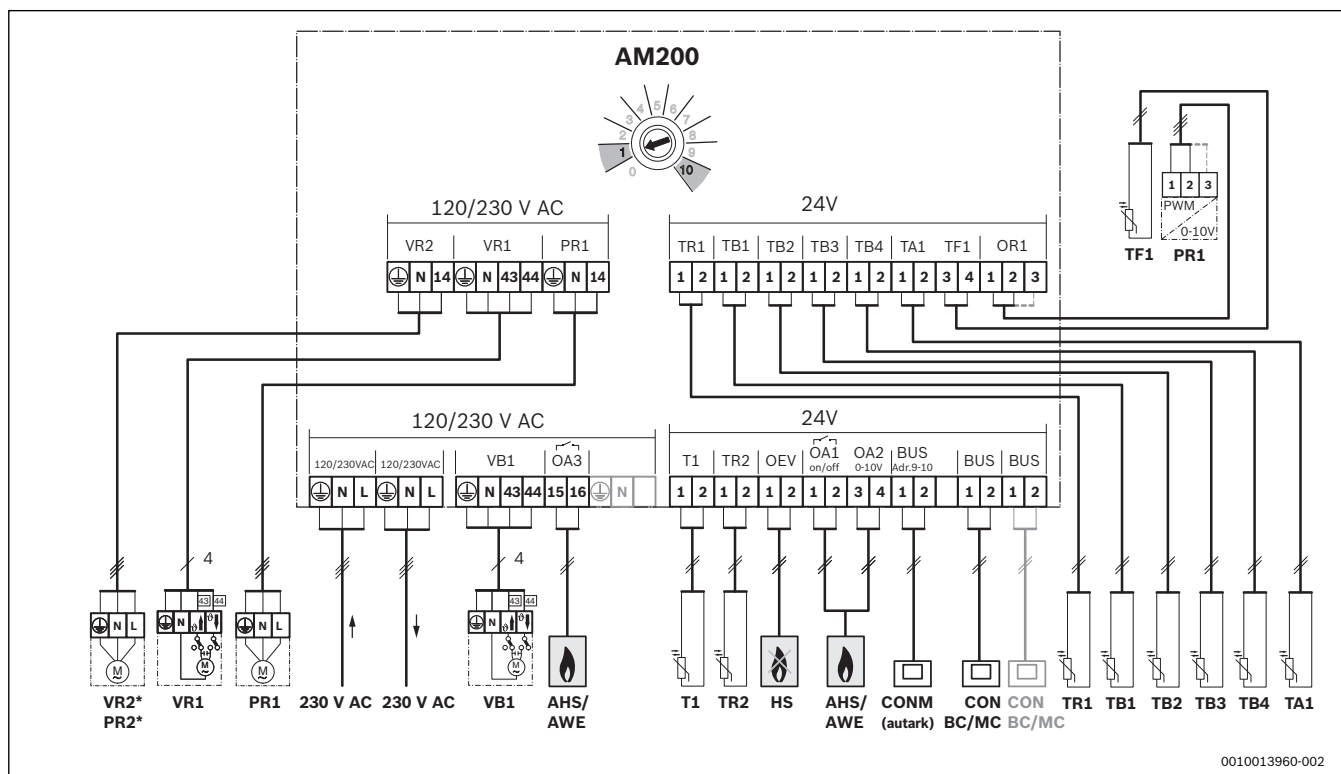 AM200
0 1 2 3 4 5 6 7 8 9 10
120/230 V AC
24V
VR2 VR1 PR1
TR1 TB1 TB2 TB3 TB4 TA1 TF1 OR1
N 14 N 43 44 N 14
1 2 1 2 1 2 1 2 1 2 1 2 3 4 1 2 3
1 2 3
PWM
0-10V
TF1 PR1
120/230 V AC
24V
120/230VAC 120/230VAC VB1 OA3
T1 TR2 OEV OA1 OA2 BUS BUS BUS
on/off 0-10V Adr.9-10
N L N L N 43 44 15 16 N
1 2 1 2 1 2 1 2 3 4 1 2 1 2 1 2
4
4
43 44
43 44
N L
N
N L
N
M
M
M
M
VR2* VR1 PR1 230 V AC 230 V AC VB1 AHS/ T1 TR2 HS AHS/ CONM CON CON TR1 TB1 TB2 TB3 TB4 TA1
PR2* AWE AWE (autark) BC/MC BC/MC
0010013960-002